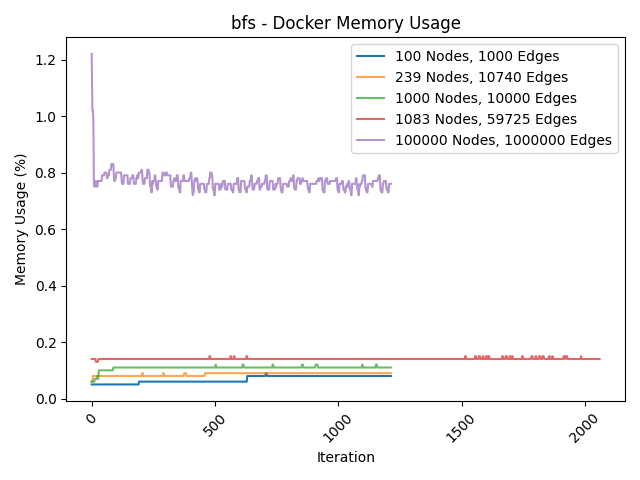 bfs - Docker Memory Usage
100 Nodes, 1000 Edges
239 Nodes, 10740 Edges
1000 Nodes, 10000 Edges
1083 Nodes, 59725 Edges
100000 Nodes, 1000000 Edges
Memory Usage (%)
1.2
1.0
0.8
0.6
0.4
0.2
0.0
0
500
1000
1500
2000
Iteration